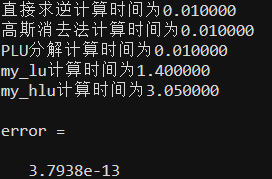 直接求逆计算时间为0.010000
高斯消去法计算时间为0.010000
PLU分解计算时间为0.010000
my_lu计算时间为1.400000
my_hlu计算时间为3.050000
error =
3.7938e-13